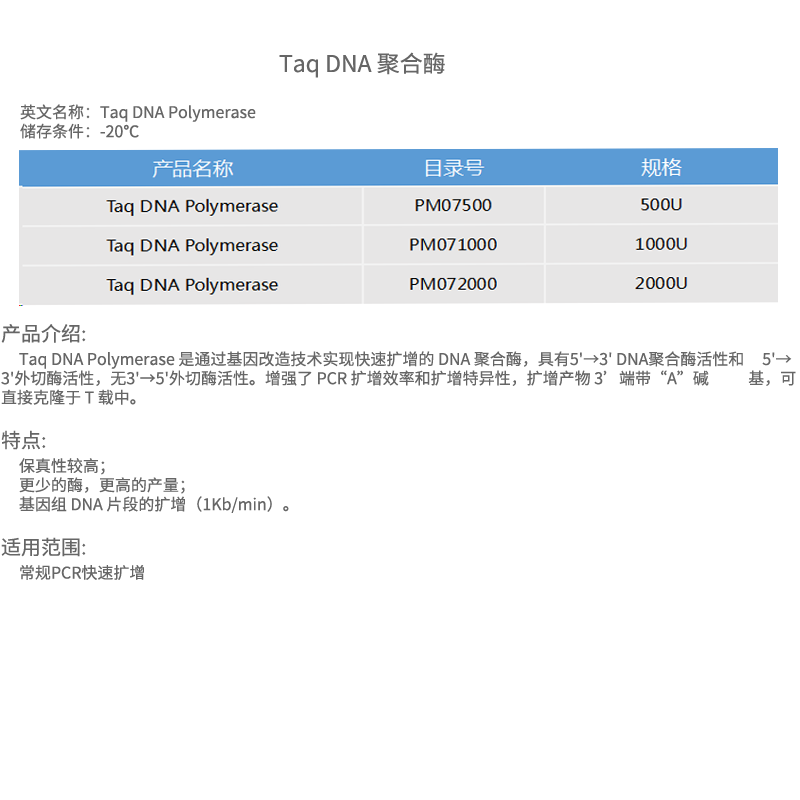 Taq DNA 聚合酶
英文名称：Taq DNA Polymerase
储存条件：-20°C
产品名称 目录号 规格
Taq DNA Polymerase PM07500 500U
Taq DNA Polymerase PM071000 1000U
Taq DNA Polymerase PM072000 2000U
产品介绍:
Taq DNA Polymerase 是通过基因改造技术实现快速扩增的 DNA 聚合酶，具有5'→3' DNA聚合酶活性和 5'→
3'外切酶活性，无3'→5'外切酶活性。增强了 PCR 扩增效率和扩增特异性，扩增产物 3’端带“A”碱 基，可
直接克隆于 T 载中。
特点:
保真性较高；
更少的酶，更高的产量；
基因组 DNA 片段的扩增（1Kb/min）。
适用范围:
常规PCR快速扩增